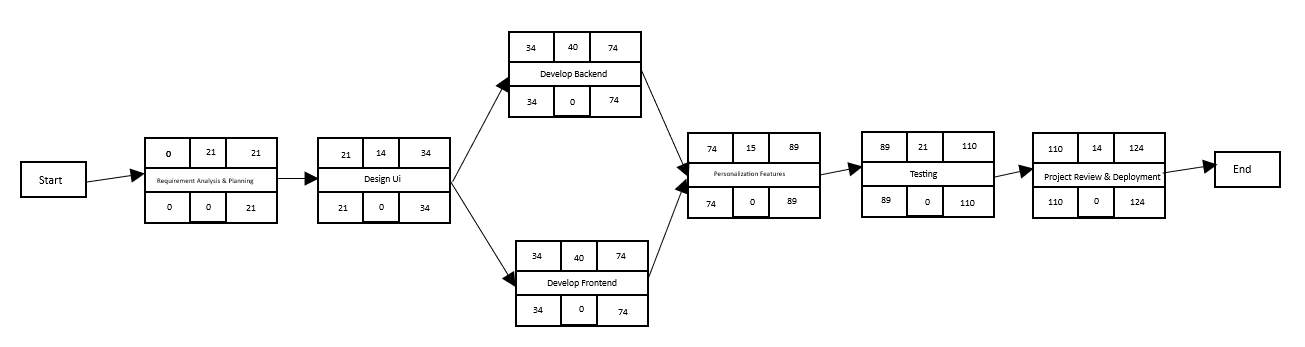 Start
0 21 21
Requirement Analysis & Planning
0 0 21
21 14 34
Design Ui
21 0 34
34 40 74
Develop Backend
34 0 74
34 40 74
Develop Frontend
34 0 74
74 15 89
Personalization Features
74 0 89
89 21 110
Testing
89 0 110
110 14 124
Project Review & Deployment
110 0 124
End